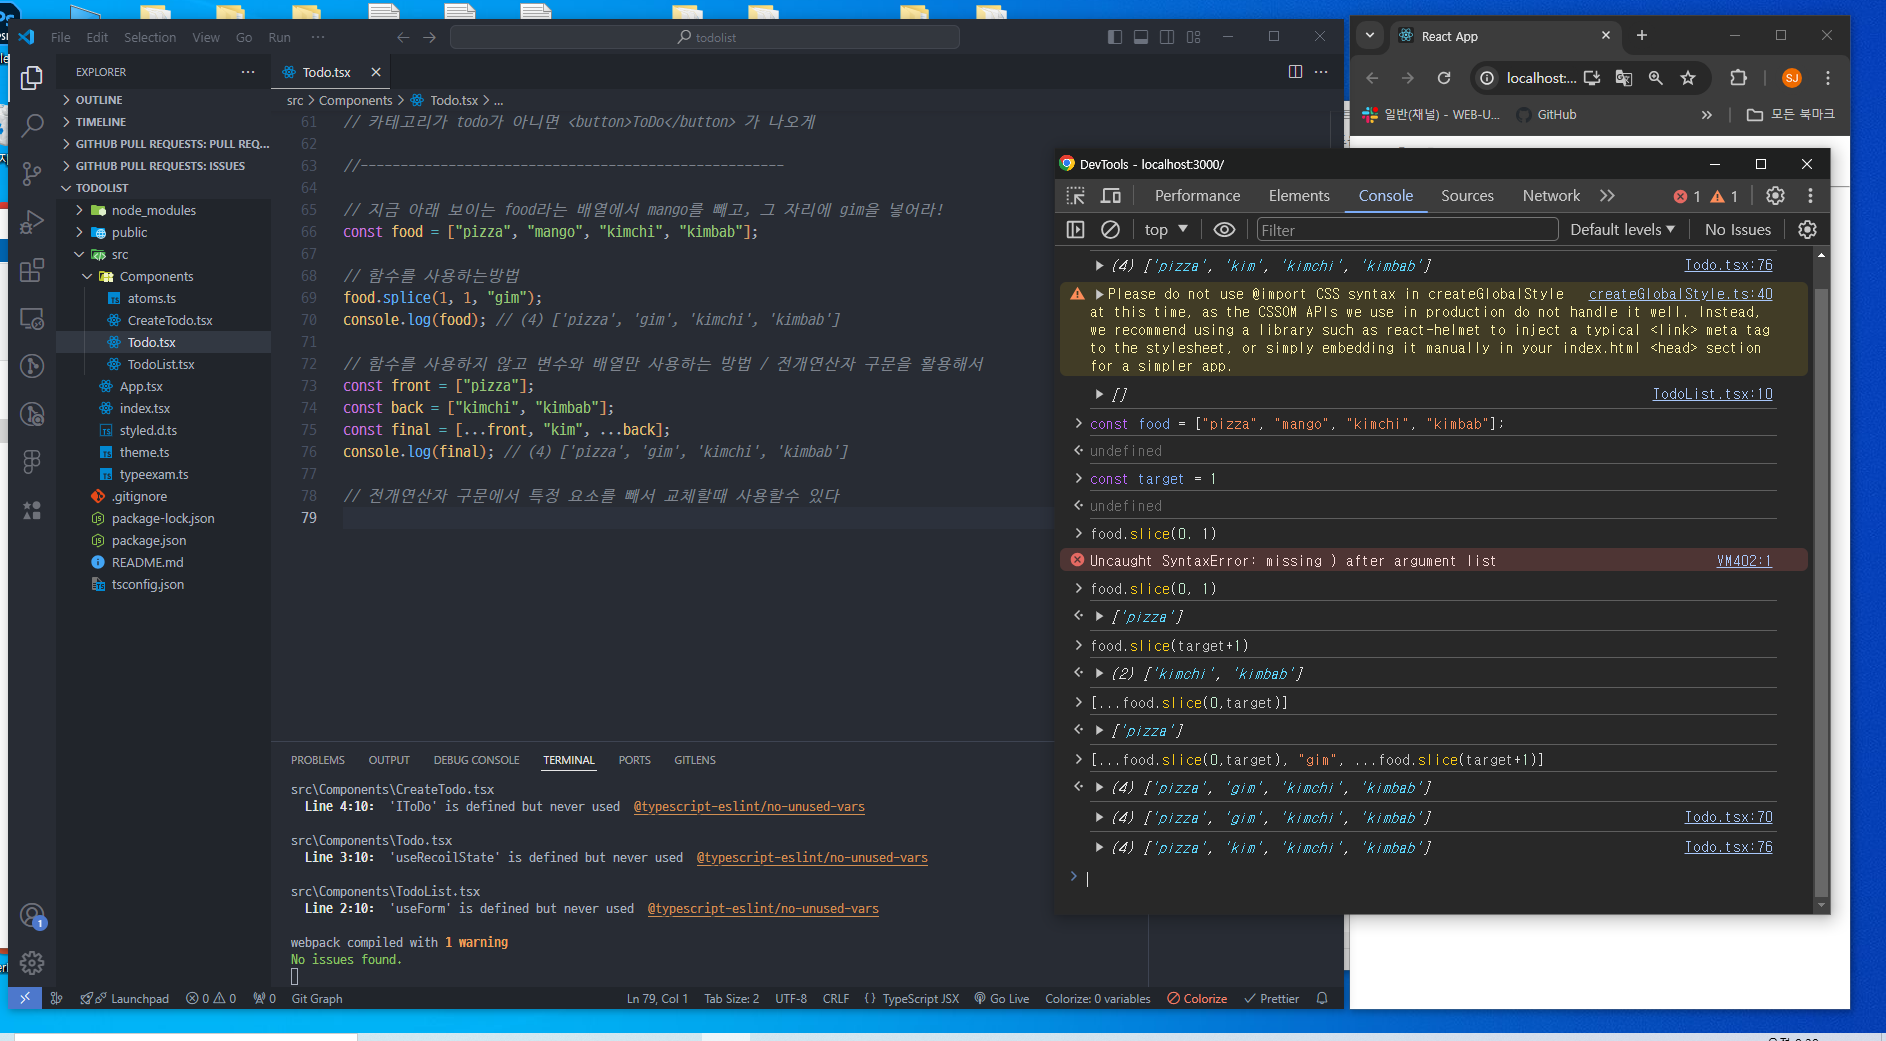 File Edit Selection View Go Run ···
todolist
EXPLORER
OUTLINE
TIMELINE
GITHUB PULL REQUESTS: PULL REQ...
GITHUB PULL REQUESTS: ISSUES
TODOLIST
node_modules
public
src
Components
atoms.ts
CreateTodo.tsx
Todo.tsx
TodoList.tsx
App.tsx
index.tsx
styled.d.ts
theme.ts
typeexam.ts
.gitignore
package-lock.json
package.json
README.md
tsconfig.json
Todo.tsx
src > Components > Todo.tsx > ...
61 // 카테고리가 todo가 아니면 <button>ToDo</button> 가 나오게
62
63 //--------------------------------------------------------
64
65 // 지금 아래 보이는 food라는 배열에서 mango를 빼고, 그 자리에 gim을 넣어라!
66 const food = ["pizza", "mango", "kimchi", "kimbab"];
67
68 // 함수를 사용하는방법
69 food.splice(1, 1, "gim");
70 console.log(food); // (4) ['pizza', 'gim', 'kimchi', 'kimbab']
71
72 // 함수를 사용하지 않고 변수와 배열만 사용하는 방법 / 전개연산자 구문을 활용해서
73 const front = ["pizza"];
74 const back = ["kimchi", "kimbab"];
75 const final = [...front, "kim", ...back];
76 console.log(final); // (4) ['pizza', 'gim', 'kimchi', 'kimbab']
77
78 // 전개연산자 구문에서 특정 요소를 빼서 교체할때 사용할수 있다
79
PROBLEMS OUTPUT DEBUG CONSOLE TERMINAL PORTS GITLENS
src\Components\CreateTodo.tsx
Line 4:10: 'IToDo' is defined but never used @typescript-eslint/no-unused-vars
src\Components\Todo.tsx
Line 3:10: 'useRecoilState' is defined but never used @typescript-eslint/no-unused-vars
src\Components\TodoList.tsx
Line 2:10: 'useForm' is defined but never used @typescript-eslint/no-unused-vars
webpack compiled with 1 warning
No issues found.
1
Launchpad 0 0 0 Git Graph Ln 79, Col 1 Tab Size: 2 UTF-8 CRLF {} TypeScript JSX Go Live Colorize: 0 variables Colorize Prettier
React App
localhost:... SJ
일반(채널) - WEB-U... GitHub » 모든 북마크
DevTools - localhost:3000/
Performance Elements Console Sources Network 1 1
top Filter Default levels No Issues
(4) ['pizza', 'kim', 'kimchi', 'kimbab'] Todo.tsx:76
Please do not use @import CSS syntax in createGlobalStyle createGlobalStyle.ts:40
at this time, as the CSSOM APIs we use in production do not handle it well. Instead,
we recommend using a library such as react-helmet to inject a typical <link> meta tag
to the stylesheet, or simply embedding it manually in your index.html <head> section
for a simpler app.
[] TodoList.tsx:10
const food = ["pizza", "mango", "kimchi", "kimbab"];
undefined
const target = 1
undefined
food.slice(0. 1)
Uncaught SyntaxError: missing ) after argument list VM402:1
food.slice(0, 1)
['pizza']
food.slice(target+1)
(2) ['kimchi', 'kimbab']
[...food.slice(0,target)]
['pizza']
[...food.slice(0,target), "gim", ...food.slice(target+1)]
(4) ['pizza', 'gim', 'kimchi', 'kimbab']
(4) ['pizza', 'gim', 'kimchi', 'kimbab'] Todo.tsx:70
(4) ['pizza', 'kim', 'kimchi', 'kimbab'] Todo.tsx:76